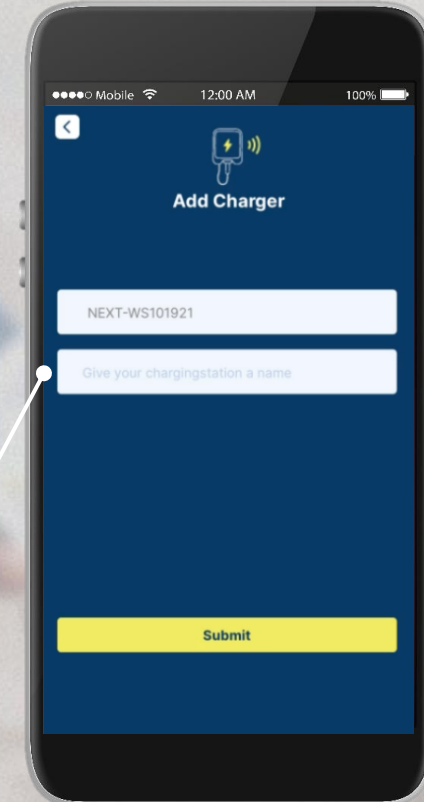 Mobile 12:00 AM 100%
Add Charger
NEXT-WS101921
Give your chargingstation a name
Submit